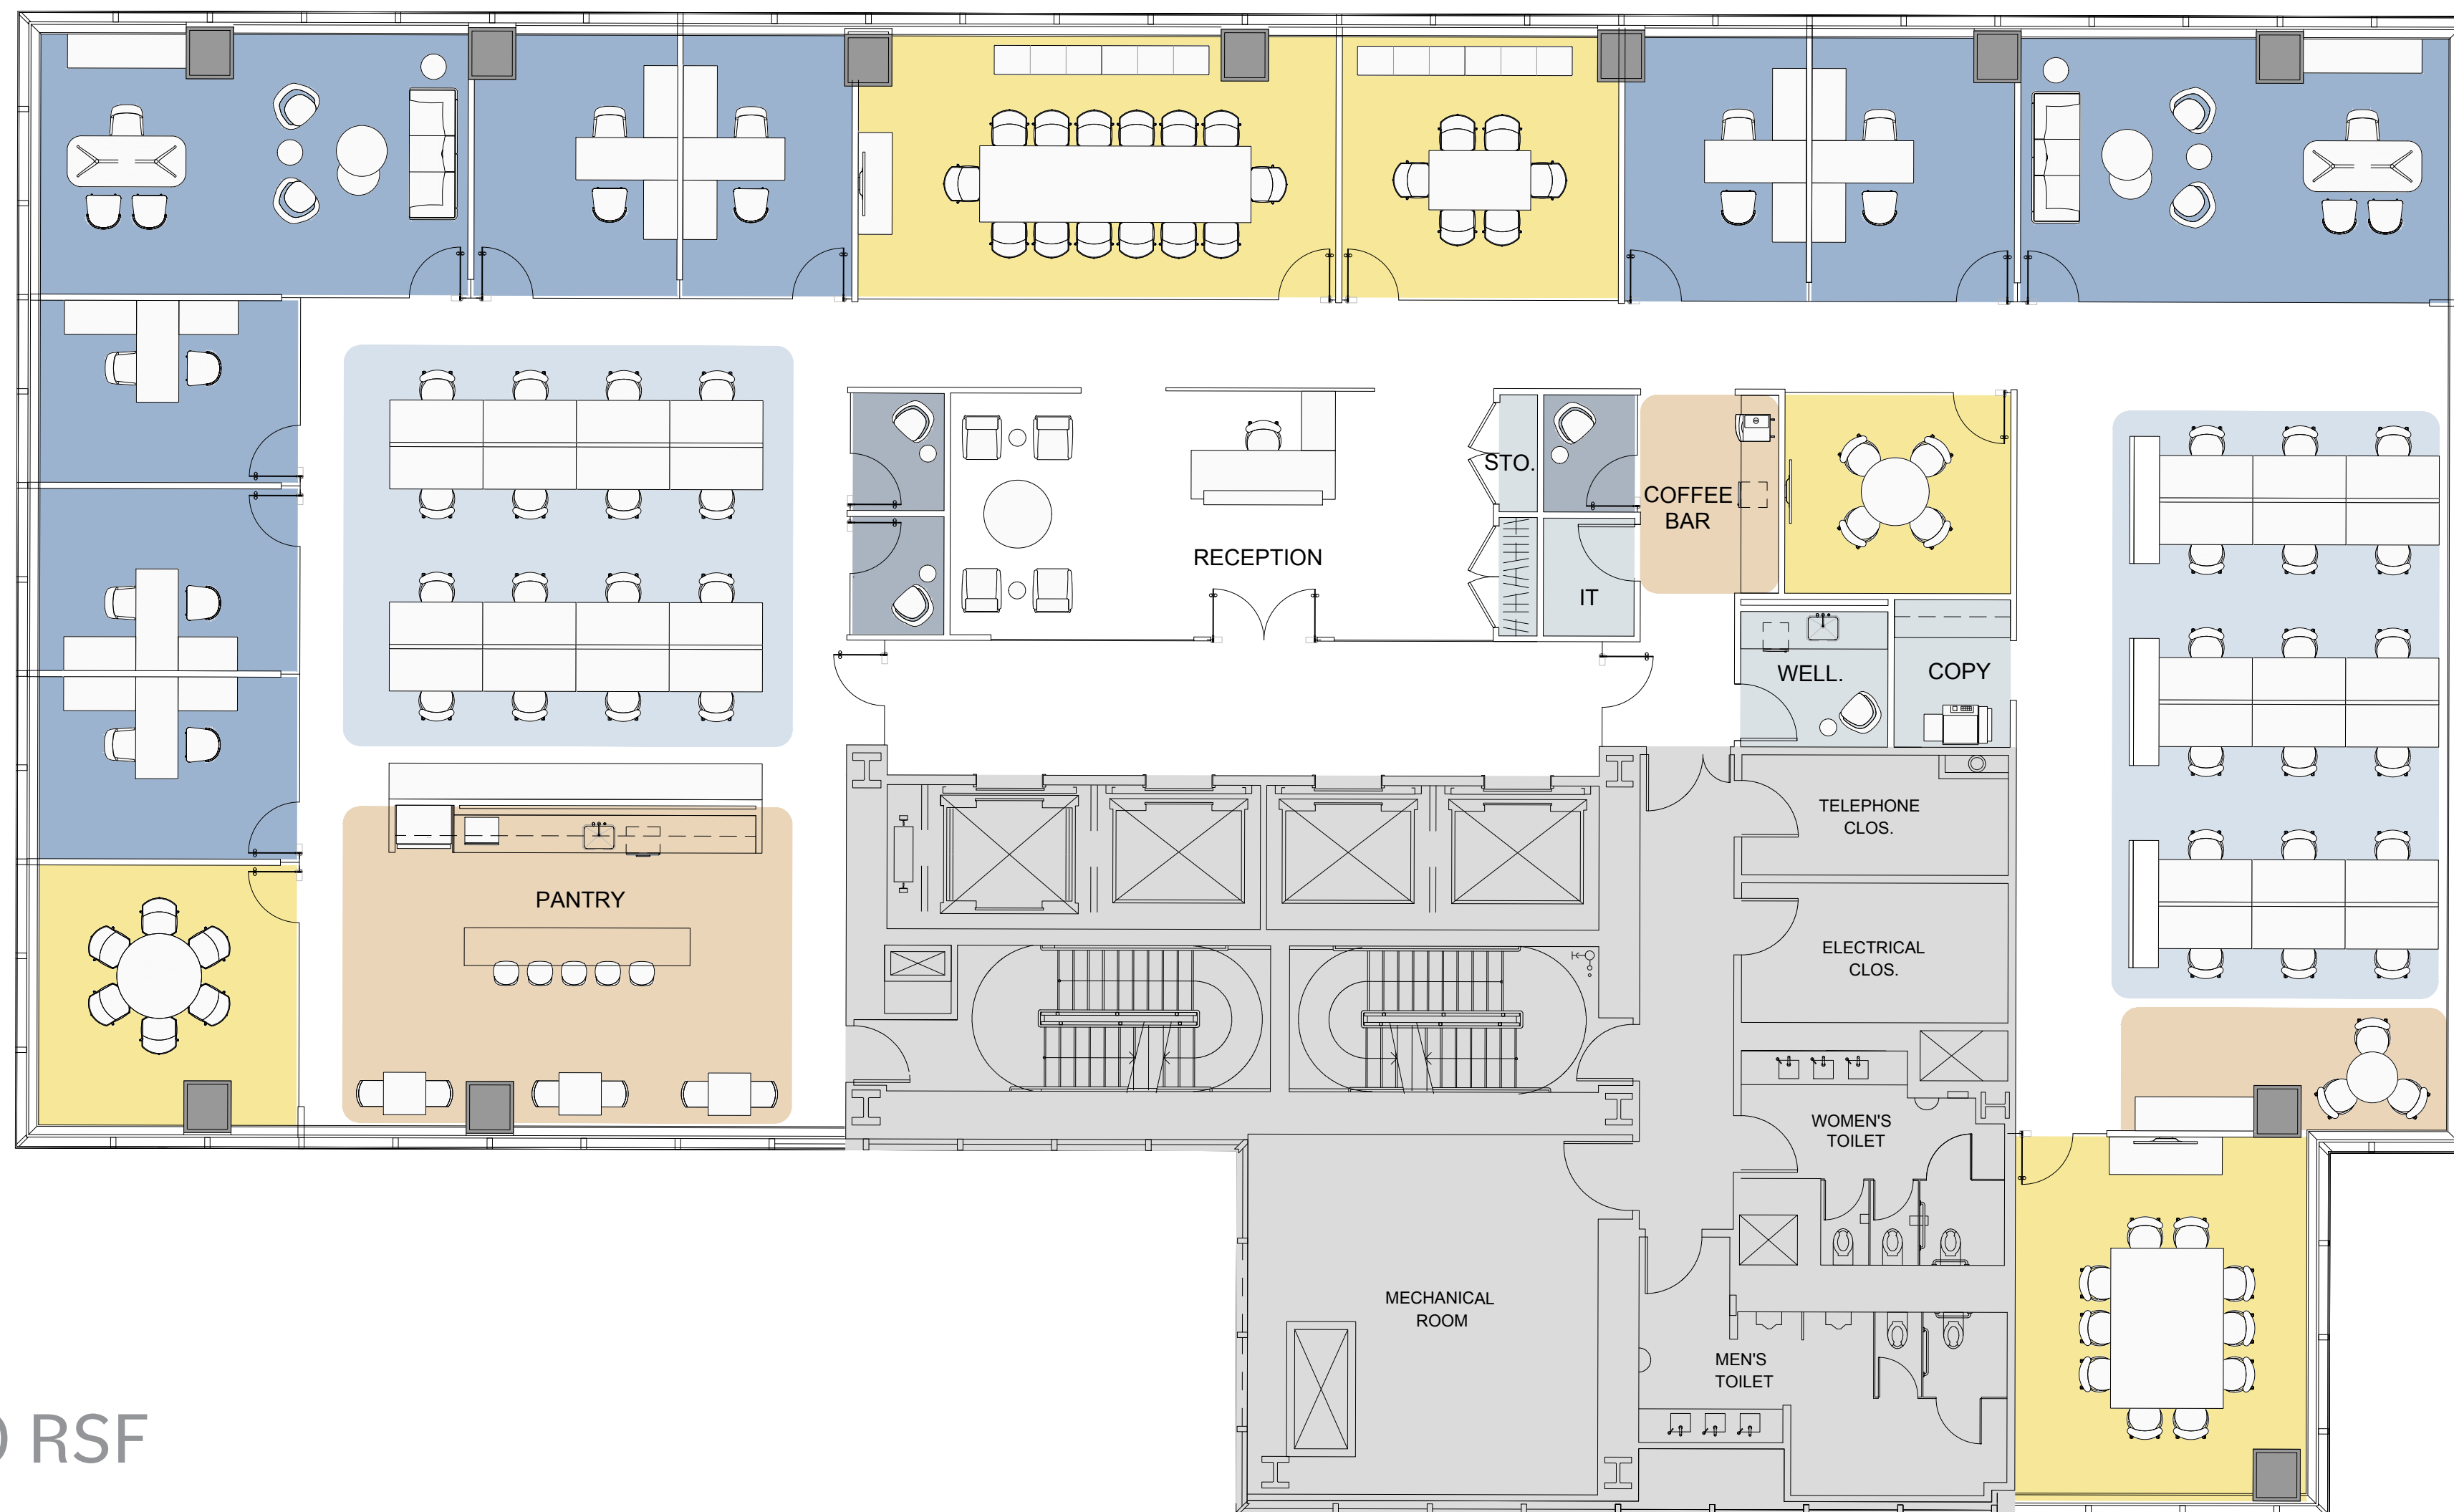 STO.
COFFEE
BAR
RECEPTION
IT
WELL.
COPY
TELEPHONE
CLOS.
PANTRY
ELECTRICAL
CLOS.
WOMEN'S
TOILET
MECHANICAL
ROOM
MEN'S
TOILET
RSF